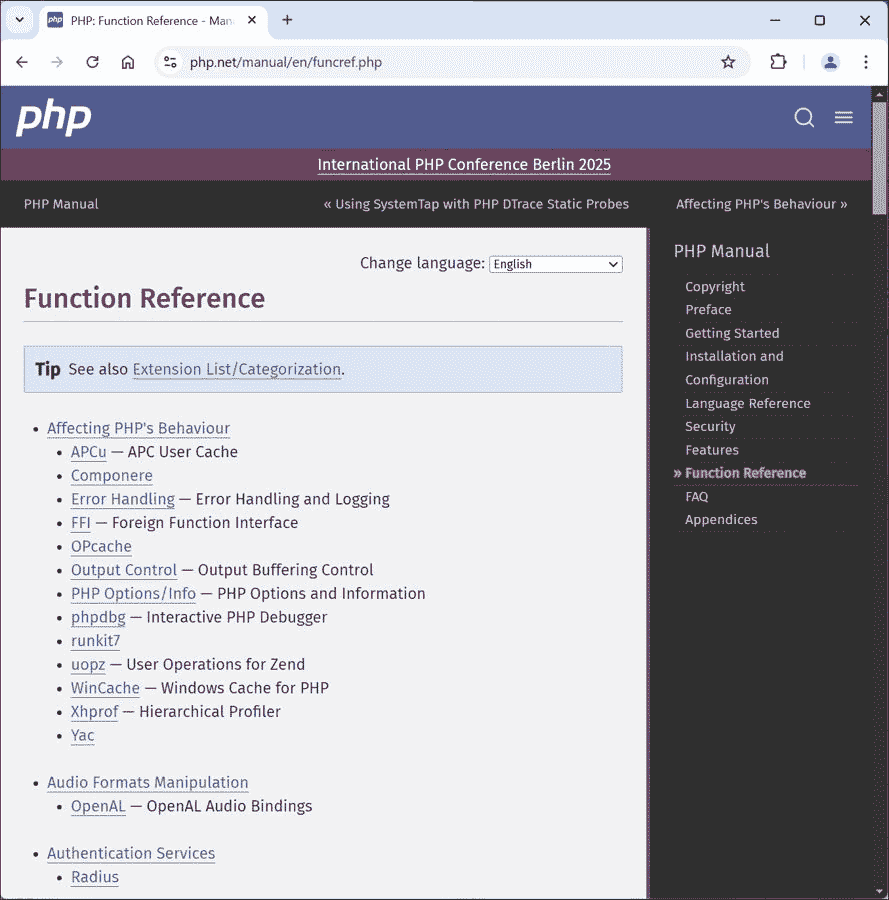 PHP: Function Reference - Man
php.net/manual/en/funcref.php
php
International PHP Conference Berlin 2025
PHP Manual
« Using SystemTap with PHP DTrace Static Probes
Affecting PHP's Behaviour »
Change language: English
Function Reference
Tip See also Extension List/Categorization.
Affecting PHP's Behaviour
APCu — APC User Cache
Componere
Error Handling — Error Handling and Logging
FFI — Foreign Function Interface
OPcache
Output Control — Output Buffering Control
PHP Options/Info — PHP Options and Information
phpdbg — Interactive PHP Debugger
runkit7
uopz — User Operations for Zend
WinCache — Windows Cache for PHP
Xhprof — Hierarchical Profiler
Yac
Audio Formats Manipulation
OpenAL — OpenAL Audio Bindings
Authentication Services
Radius
PHP Manual
Copyright
Preface
Getting Started
Installation and
Configuration
Language Reference
Security
Features
» Function Reference
FAQ
Appendices